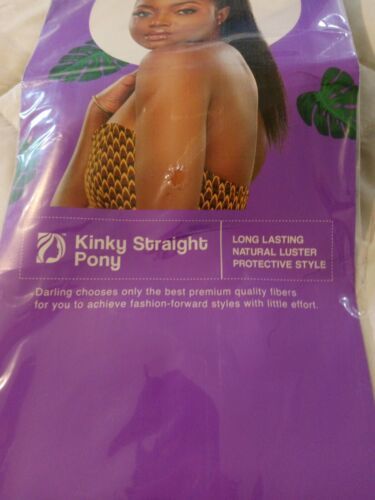 Kinky Straight
Pony
LONG LASTING
NATURAL LUSTER
PROTECTIVE STYLE
Darling chooses only the best premium quality fibers
for you to achieve fashion-forward styles with little effort.